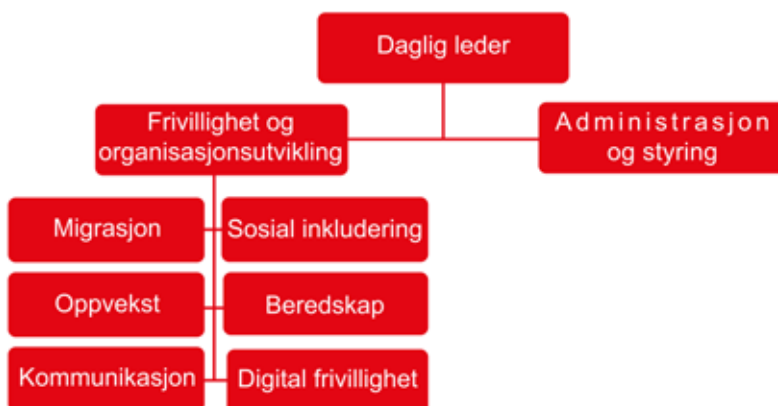 Daglig leder
Frivillighet og
organisasjonsutvikling
Administrasjon
og styring
Migrasjon
Sosial inkludering
Oppvekst
Beredskap
Kommunikasjon
Digital frivillighet